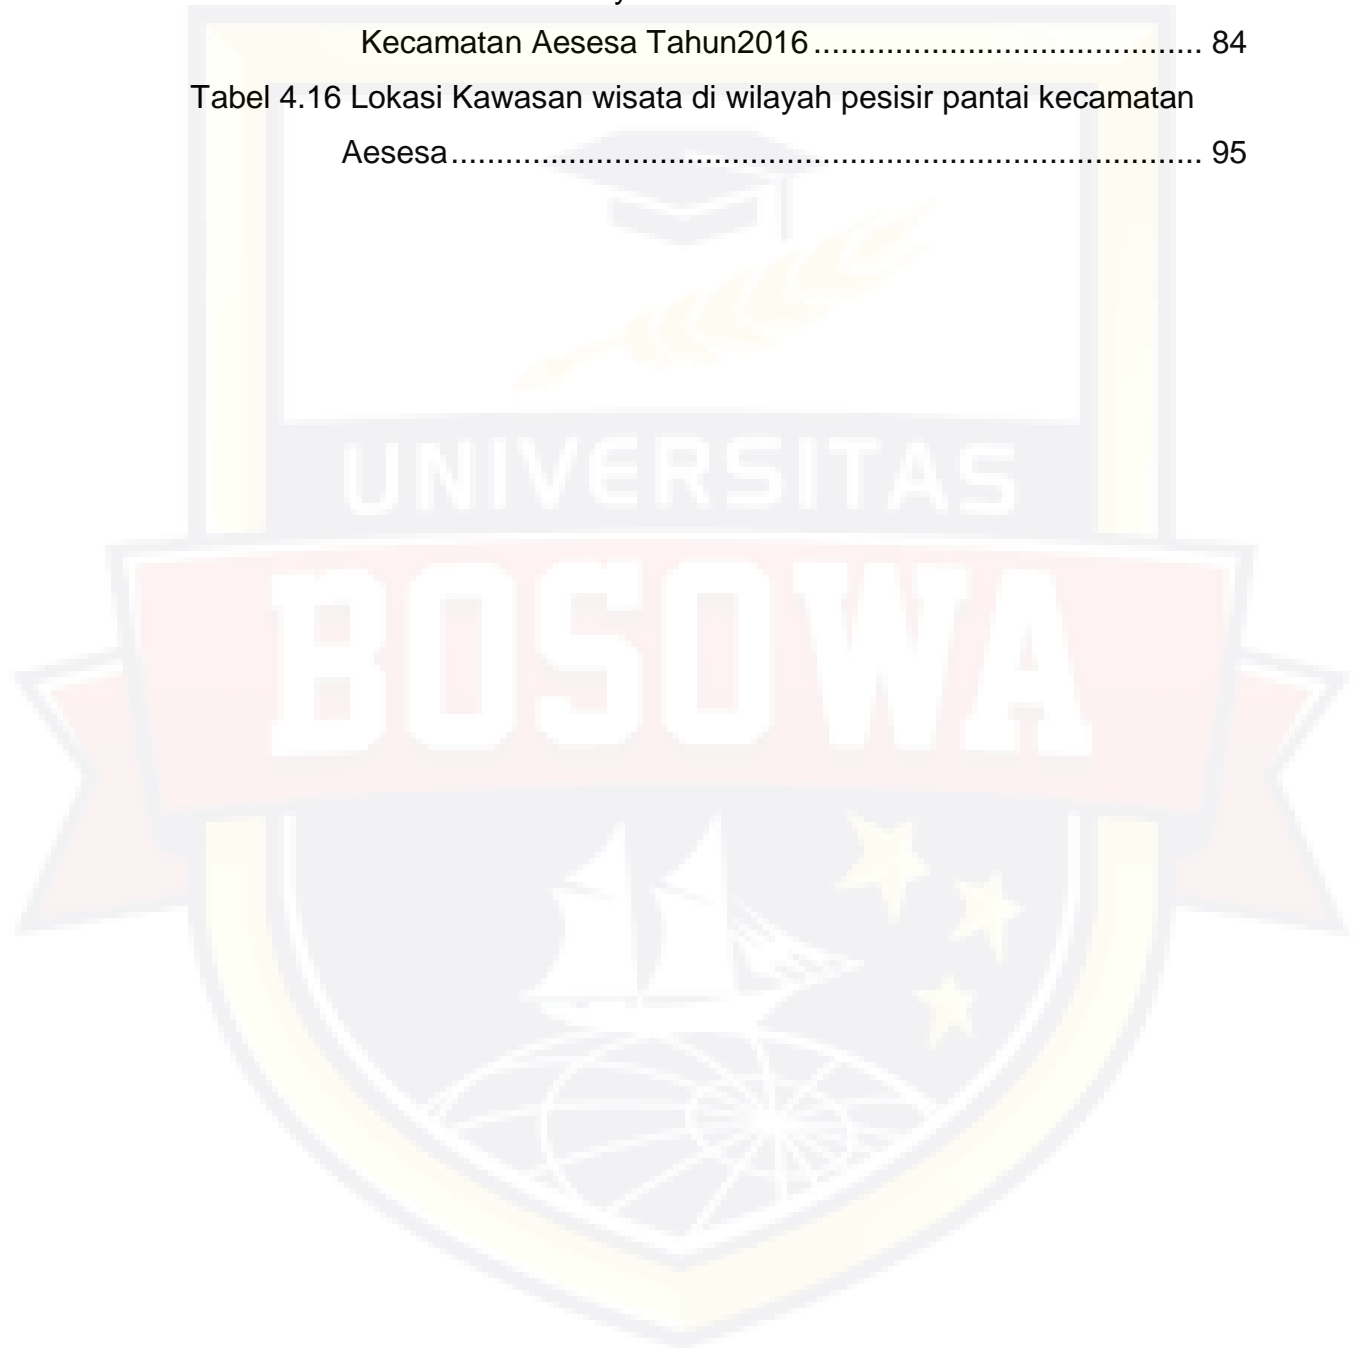 Kecamatan Aesesa Tahun2016........................................... 84
Tabel 4.16 Lokasi Kawasan wisata di wilayah pesisir pantai kecamatan
Aesesa................................................................................... 95
UNIVERSITAS
BOSOWA